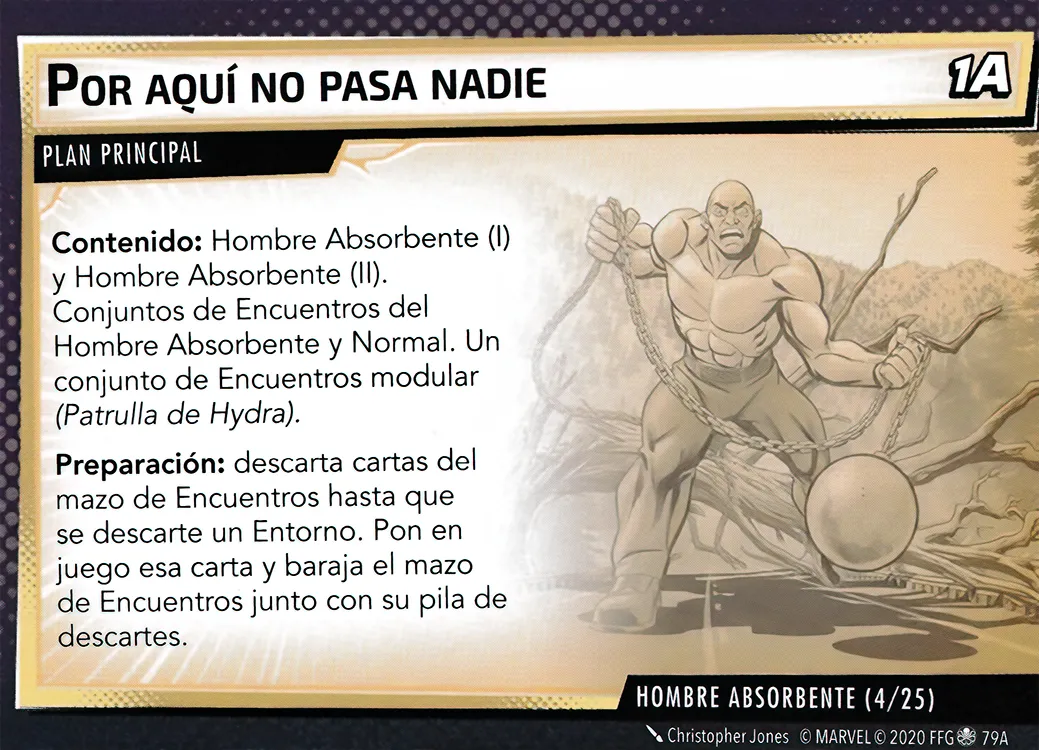 POR AQUÍ NO PASA NADIE
1A
PLAN PRINCIPAL
Contenido: Hombre Absorbente (I)
y Hombre Absorbente (II).
Conjuntos de Encuentros del
Hombre Absorbente y Normal. Un
conjunto de Encuentros modular
(Patrulla de Hydra).
Preparación: descarta cartas del
mazo de Encuentros hasta que
se descarte un Entorno. Pon en
juego esa carta y baraja el mazo
de Encuentros junto con su pila de
descartes.
HOMBRE ABSORBENTE (4/25)
Christopher Jones © MARVEL © 2020 FFG 79A